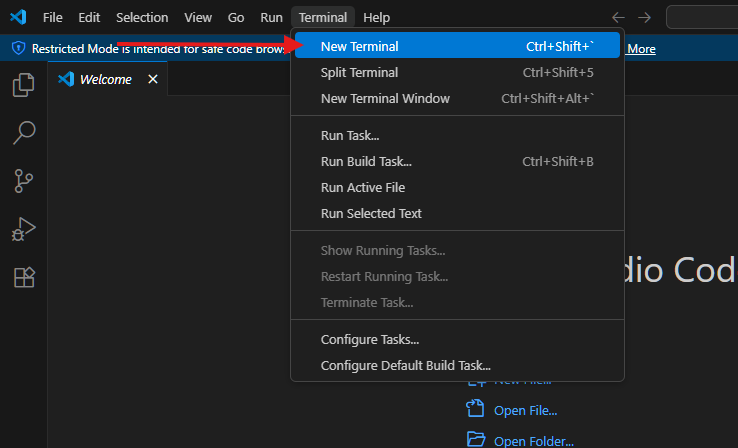 File Edit Selection View Go Run Terminal Help
Restricted Mode is intended for safe code brow
More
Welcome
New Terminal Ctrl+Shift+`
Split Terminal Ctrl+Shift+5
New Terminal Window Ctrl+Shift+Alt+`
Run Task...
Run Build Task... Ctrl+Shift+B
Run Active File
Run Selected Text
Show Running Tasks...
Restart Running Task...
Terminate Task...
Configure Tasks...
Configure Default Build Task...
dio Cod
New File...
Open File...
Open Folder...